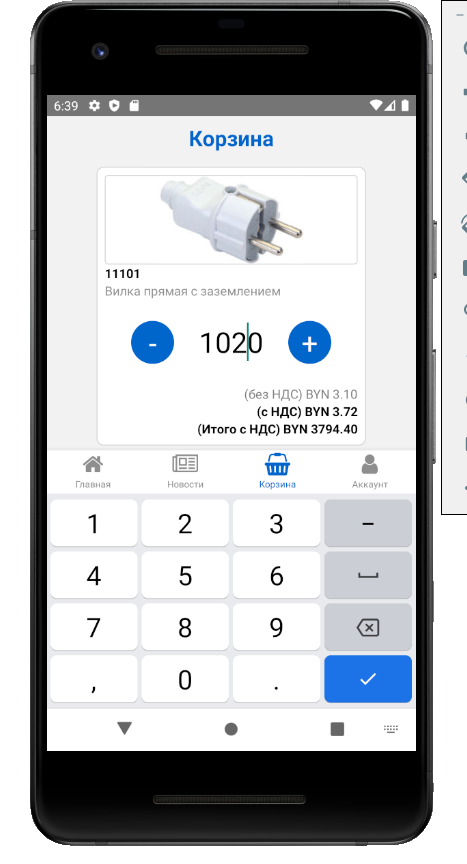 6:39
Корзина
11101
Вилка прямая с заземлением
- 1020 +
(без НДС) BYN 3.10
(с НДС) BYN 3.72
(Итого с НДС) BYN 3794.40
Главная Новости Корзина Аккаунт
1 2 3 -
4 5 6
7 8 9
, 0 .